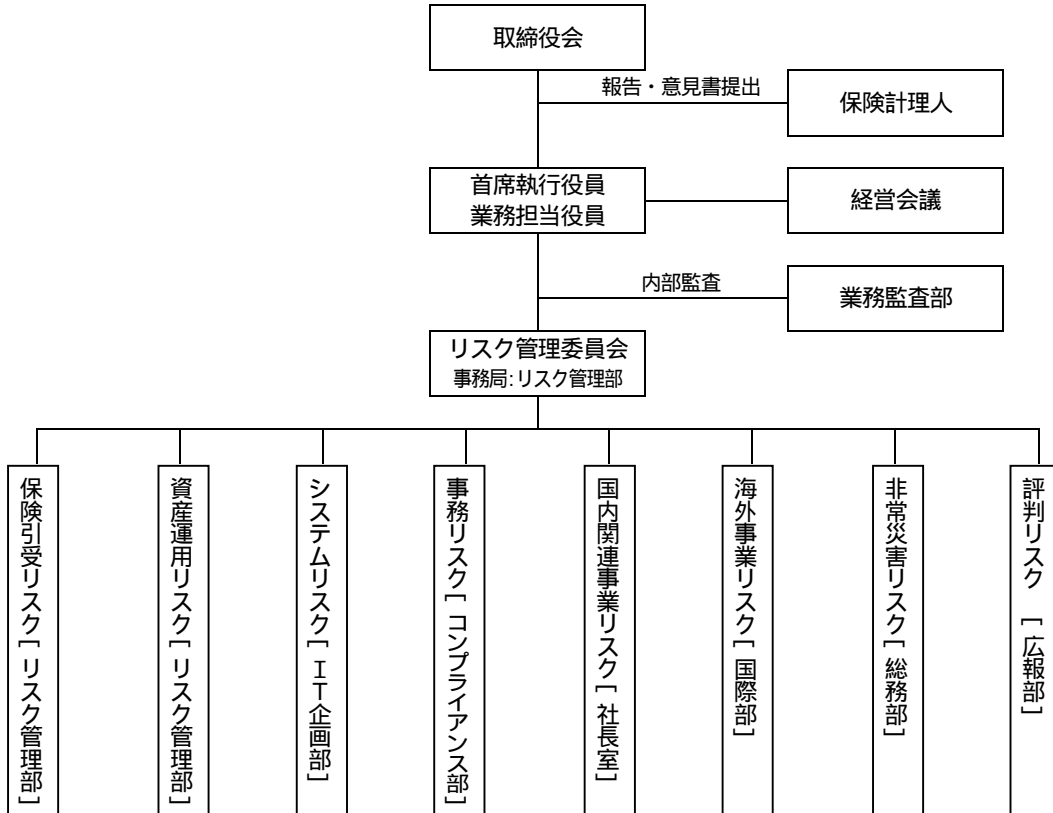 取締役会
報告・意見書提出
保険計理人
首席執行役員
業務担当役員
経営会議
内部監査
業務監査部
リスク管理委員会
事務局:リスク管理部
保険引受リスク[リスク管理部]
資産運用リスク[リスク管理部]
システムリスク[ＩＴ企画部]
事務リスク[コンプライアンス部]
国内関連事業リスク[社長室]
海外事業リスク[国際部]
非常災害リスク[総務部]
評判リスク　[広報部]